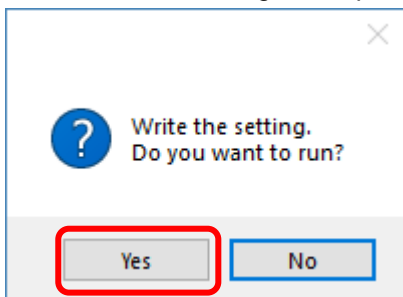 Write the setting.
Do you want to run?
Yes
No